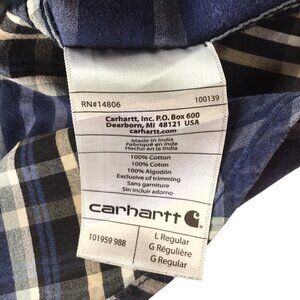 RN#14806 100139
Carhartt, Inc. P.O. Box 600
Dearborn, MI 48121 USA
carhartt.com
Made in India
Fabriqué en Inde
Hecho en la India
100% Cotton
100% Coton
100% Algodón
Exclusive of trimming
Sans garniture
Sin incluir adorno
carhartt
101959 988
L Regular
G Régulier
G Regular